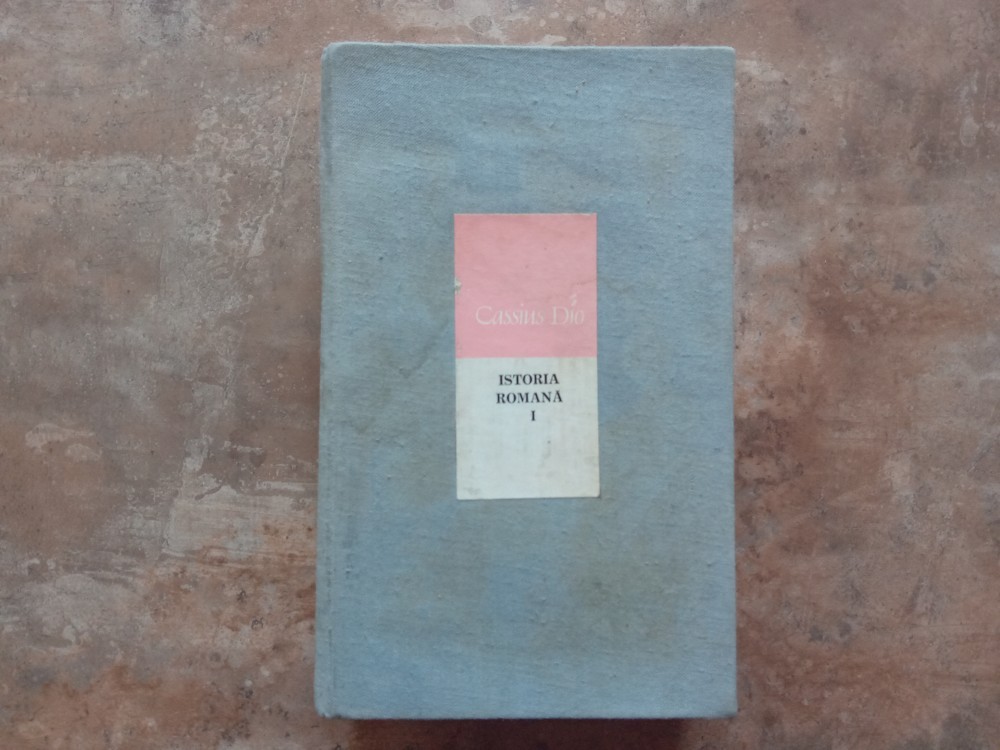 Cassius Dio
ISTORIA
ROMANĂ
I